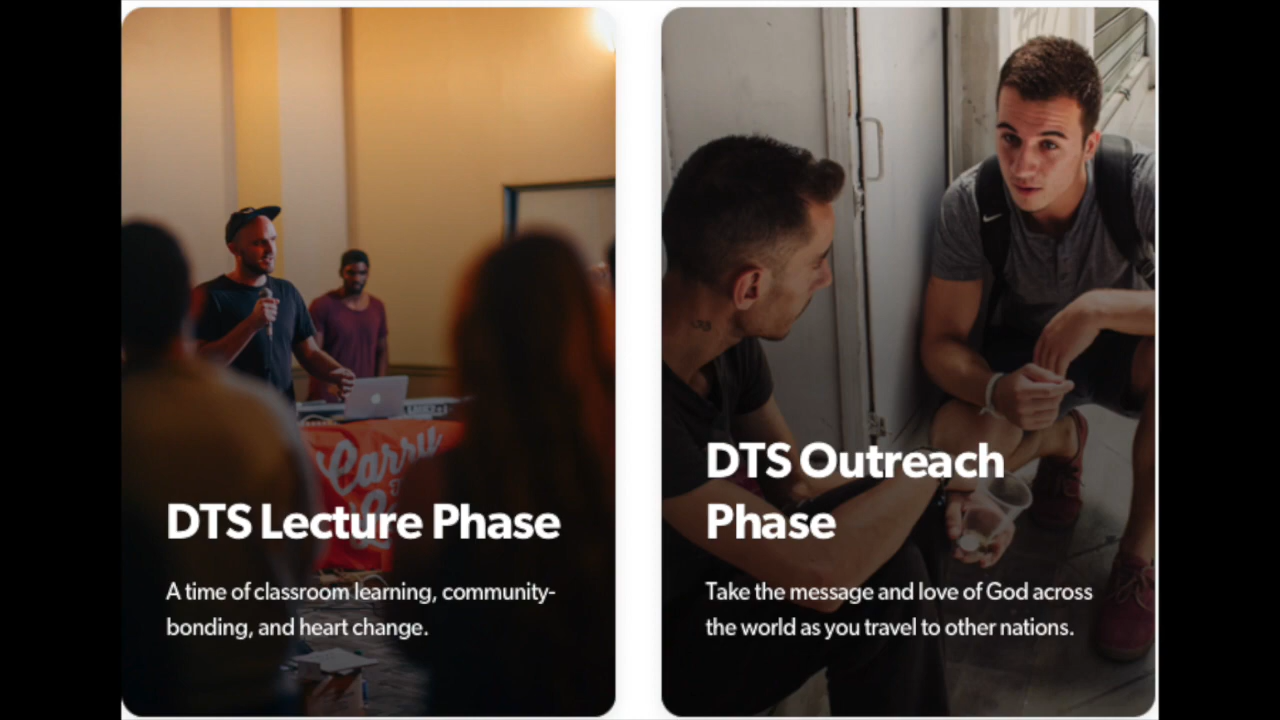 Carry
DTS Lecture Phase
A time of classroom learning, community-
bonding, and heart change.
DTS Outreach
Phase
Take the message and love of God across
the world as you travel to other nations.